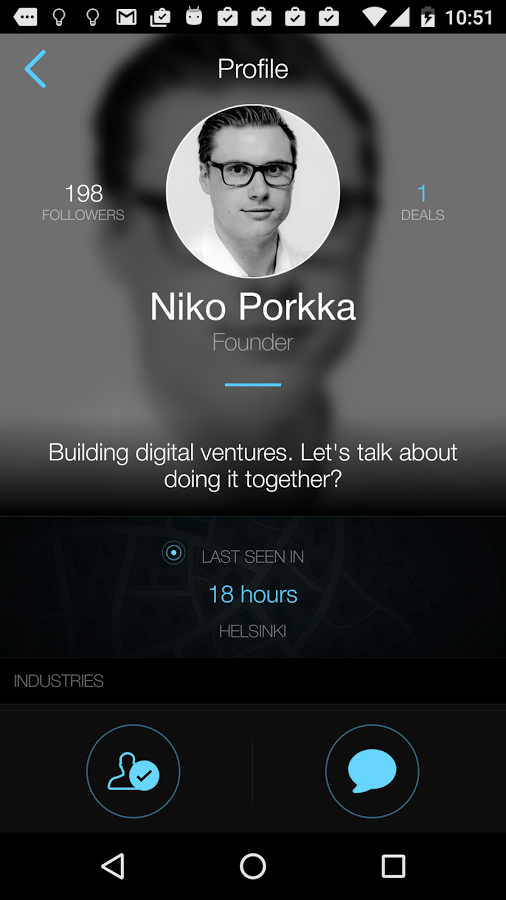 10:51
Profile
198
FOLLOWERS
1
DEALS
Niko Porkka
Founder
Building digital ventures. Let's talk about
doing it together?
LAST SEEN IN
18 hours
HELSINKI
INDUSTRIES